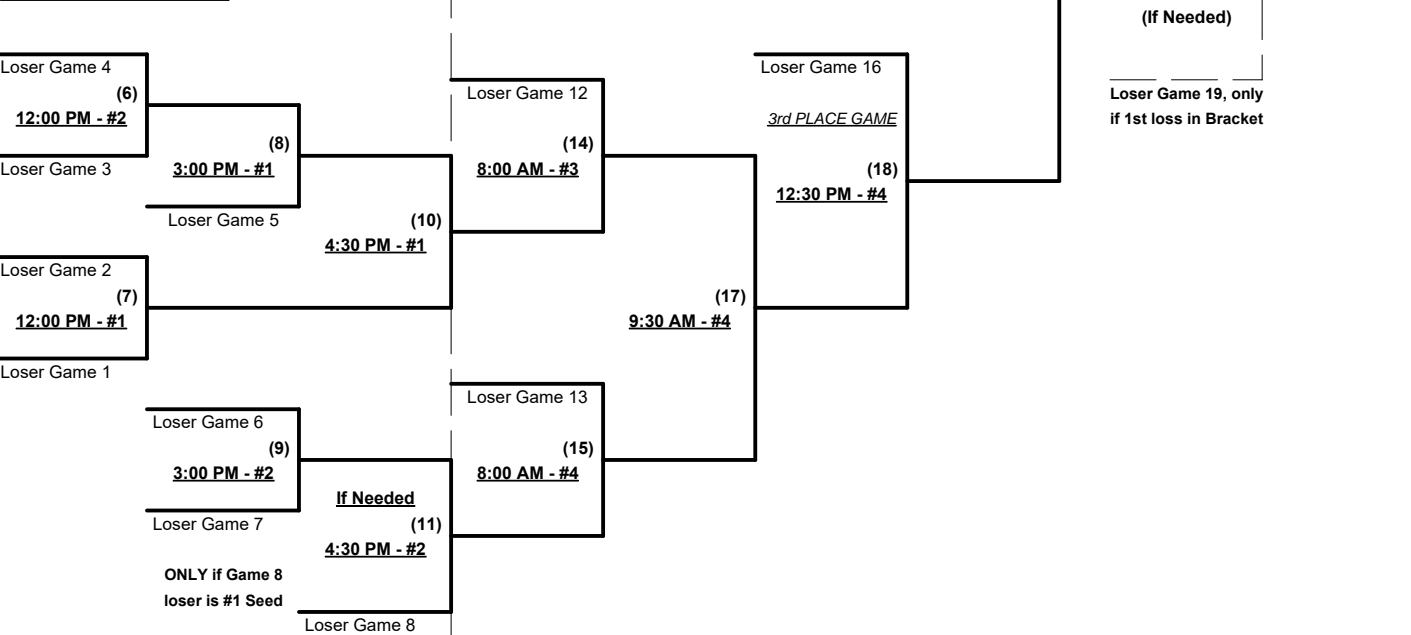 (If Needed)
Loser Game 4
Loser Game 16
(6)
Loser Game 12
Loser Game 19, only
12:00 PM - #2
3rd PLACE GAME
if 1st loss in Bracket
(8)
(14)
Loser Game 3
3:00 PM - #1
8:00 AM - #3
(18)
12:30 PM - #4
Loser Game 5
(10)
4:30 PM - #1
Loser Game 2
(7)
(17)
12:00 PM - #1
9:30 AM - #4
Loser Game 1
Loser Game 13
Loser Game 6
(9)
(15)
3:00 PM - #2
8:00 AM - #4
If Needed
Loser Game 7
(11)
4:30 PM - #2
ONLY if Game 8
loser is #1 Seed
Loser Game 8